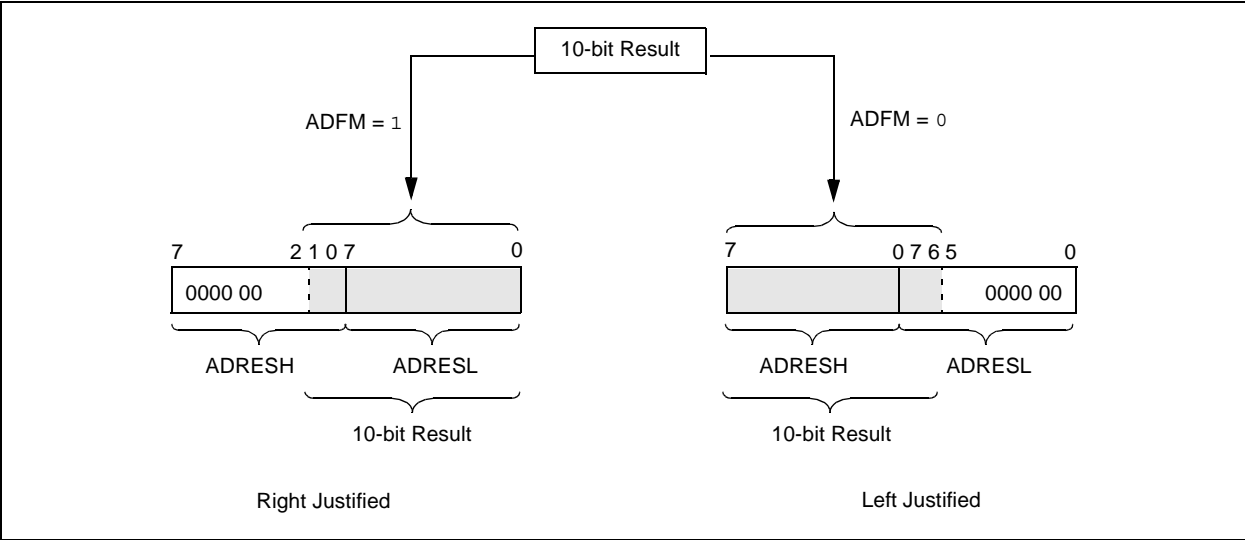 10-bit Result
ADFM = 1
ADFM = 0
7 2 1 0 7 0
7 0 7 6 5 0
0000 00
0000 00
ADRESH ADRESL
ADRESH ADRESL
10-bit Result
10-bit Result
Right Justified
Left Justified